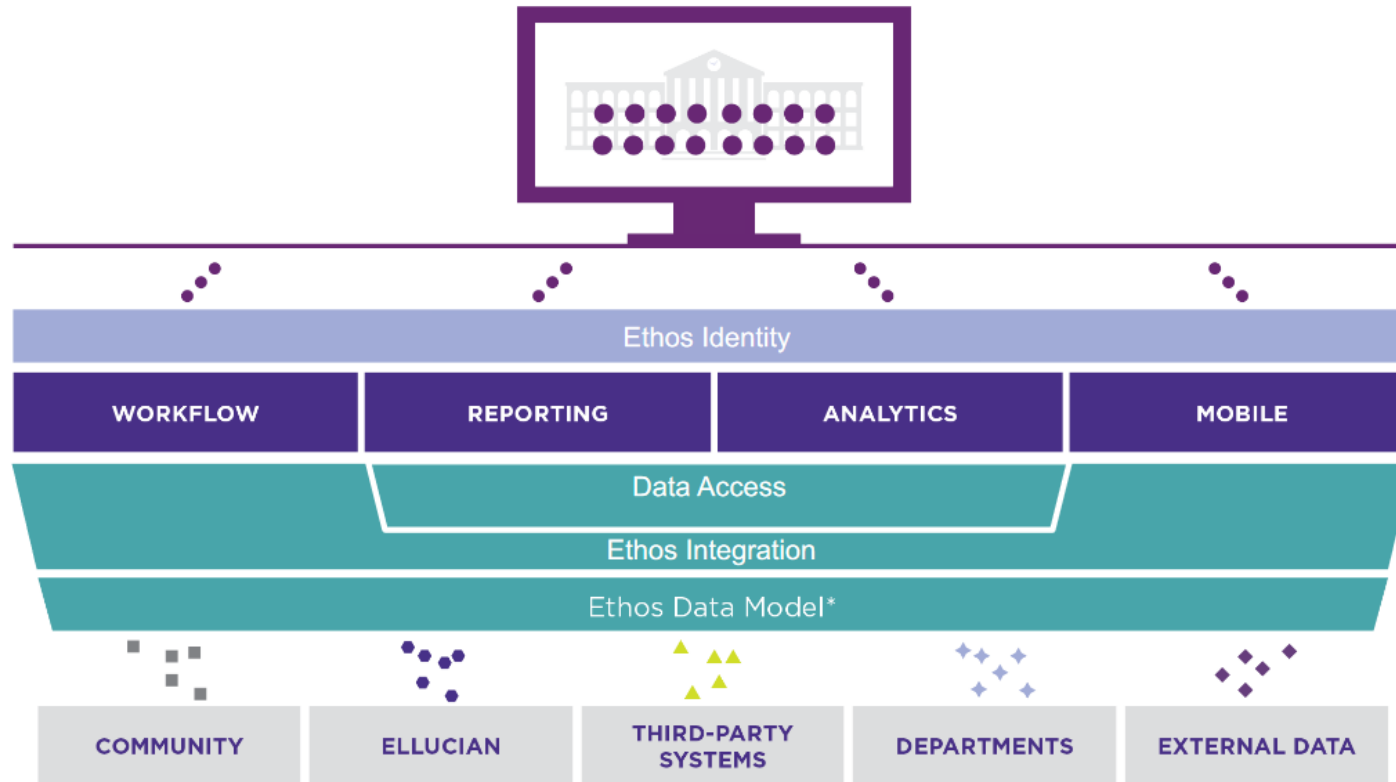 Ethos Identity
WORKFLOW
REPORTING
ANALYTICS
MOBILE
Data Access
Ethos Integration
Ethos Data Model*
COMMUNITY
ELLUCIAN
THIRD-PARTY
SYSTEMS
DEPARTMENTS
EXTERNAL DATA